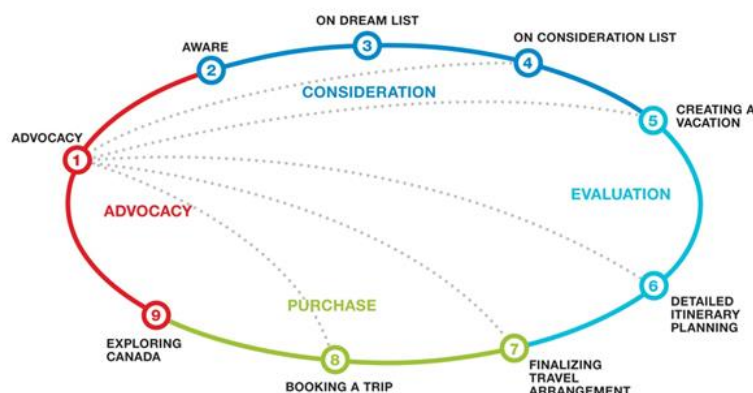 ON DREAM LIST
3
AWARE
2
ON CONSIDERATION LIST
4
CONSIDERATION
CREATING A
VACATION
5
ADVOCACY
1
EVALUATION
ADVOCACY
6
DETAILED
ITINERARY
PLANNING
PURCHASE
9
EXPLORING
CANADA
8
BOOKING A TRIP
7
FINALIZING
TRAVEL
ARRANGEMENT